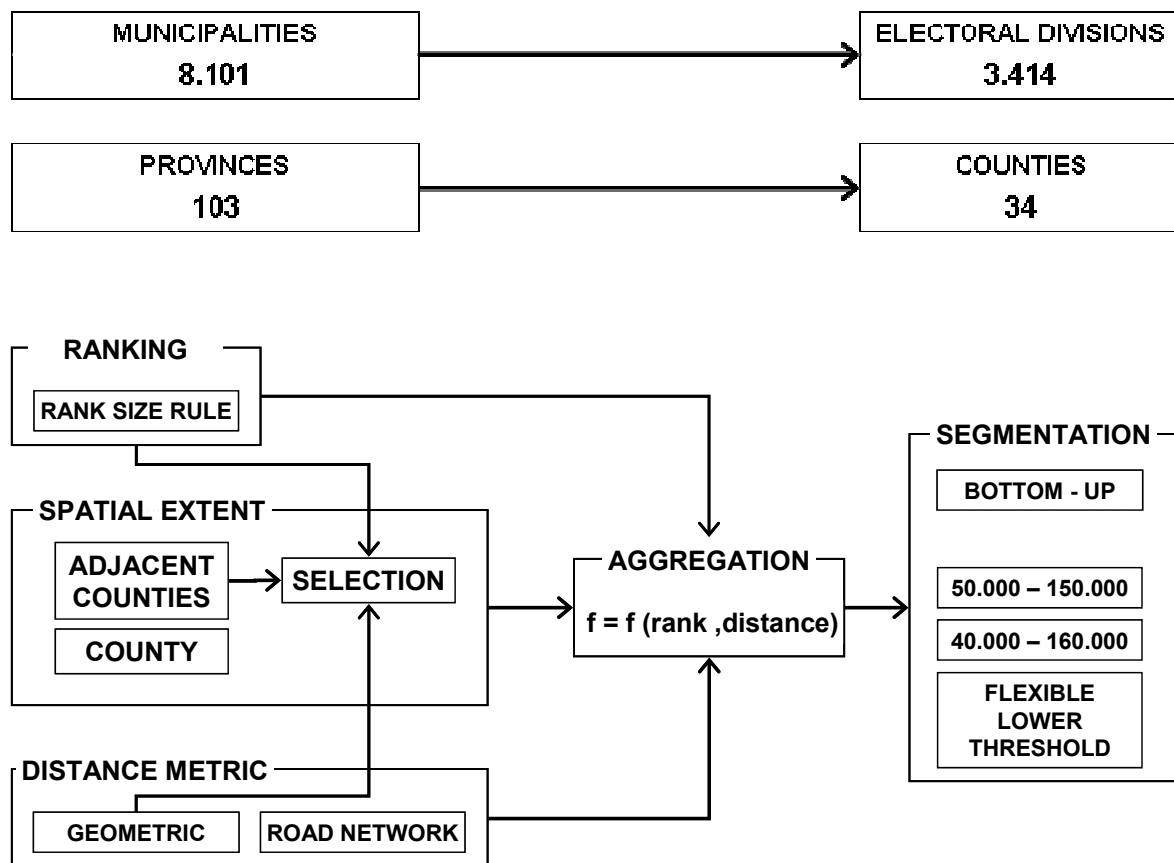 MUNICIPALITIES
8.101
ELECTORAL DIVISIONS
3.414
PROVINCES
103
COUNTIES
34
RANKING
RANK SIZE RULE
SPATIAL EXTENT
ADJACENT
COUNTIES
SELECTION
COUNTY
DISTANCE METRIC
GEOMETRIC
ROAD NETWORK
AGGREGATION
f = f (rank ,distance)
SEGMENTATION
BOTTOM - UP
50.000 – 150.000
40.000 – 160.000
FLEXIBLE
LOWER
THRESHOLD